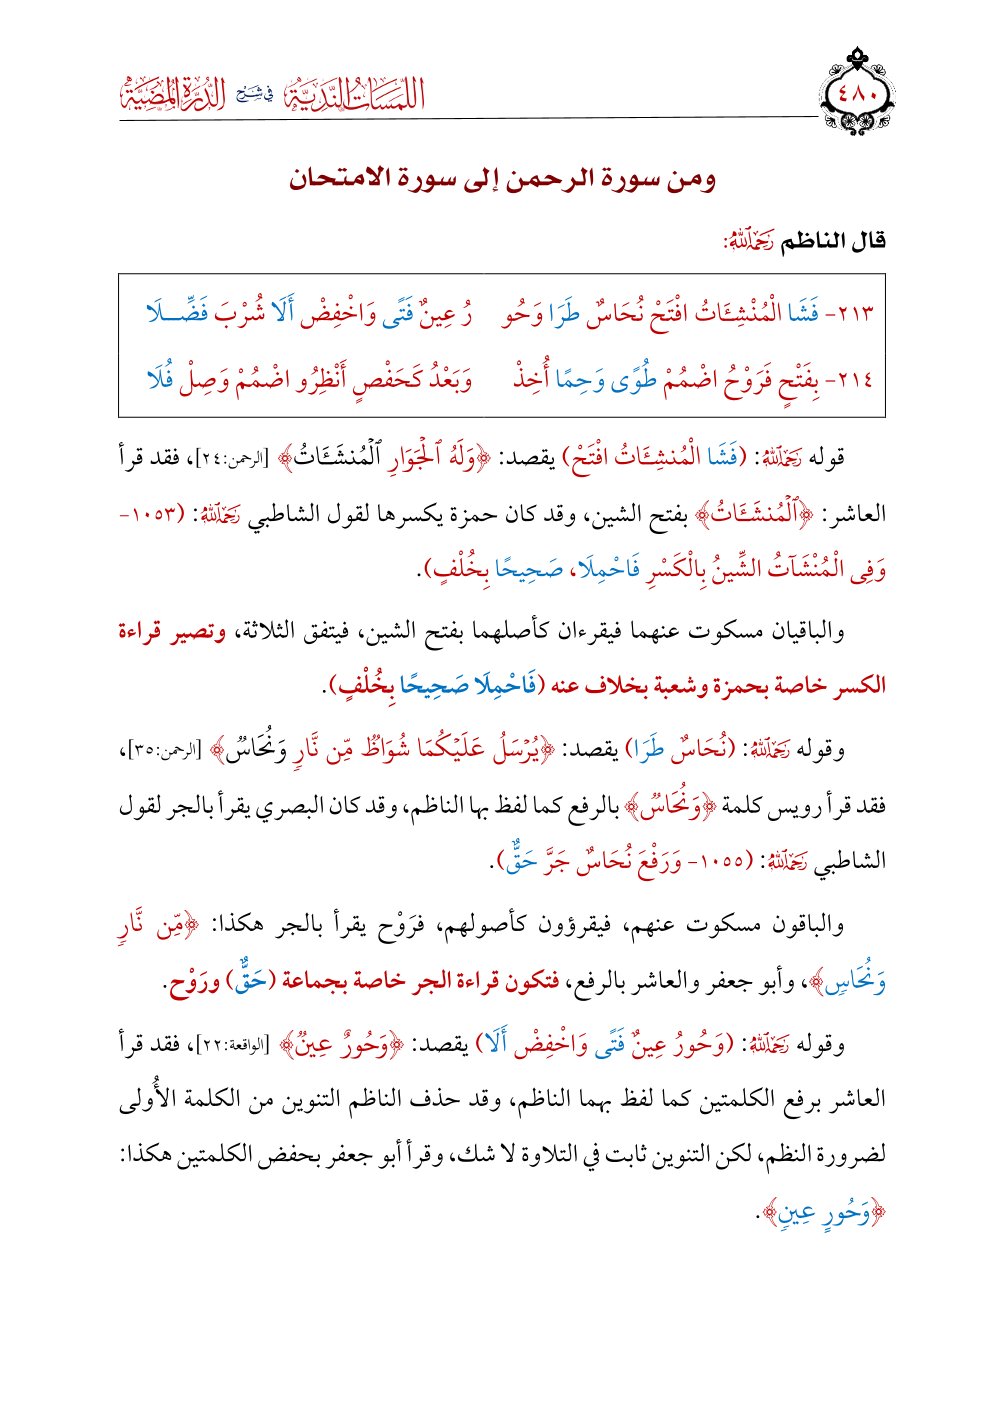 اللمسات الندية في شرح الدرة المضية
٤٨٠
ومن سورة الرحمن إلى سورة الامتحان
قال الناظم رَحِمَهُ ٱللَّهُ:
٢١٣- فَشَا الْمُنْشِئَاتُ افْتَحْ نُحَاسٌ طَرَا وَحُو رُ عِينٌ فَتًى وَاخْفِضْ أَلَا شُرْبَ فَضِّـلَا
٢١٤- بِفَتْحٍ فَرَوْحُ اضْمُمْ طُوًى وَحِمًا أُخِذْ وَبَعْدُ كَحَفْصٍ أَنْظِرُو اضْمُمْ وَصِلْ فُلَا
قوله رَحِمَهُ ٱللَّهُ: (فَشَا الْمُنشِئَاتُ افْتَحْ) يقصد: ﴿وَلَهُ ٱلْجَوَارِ ٱلْمُنشَـَٔاتُ﴾ [الرحمن:٢٤]، فقد قرأ
العاشر: ﴿ٱلْمُنشَـَٔاتُ﴾ بفتح الشين، وقد كان حمزة يكسرها لقول الشاطبي رَحِمَهُ ٱللَّهُ: (١٠٥٣-
وَفِى الْمُنْشَآتُ الشِّينُ بِالْكَسْرِ فَاحْمِلَا، صَحِيحًا بِخُلْفٍ).
والباقيان مسكوت عنهما فيقرءان كأصلهما بفتح الشين، فيتفق الثلاثة، وتصير قراءة
الكسر خاصة بحمزة وشعبة بخلاف عنه (فَاحْمِلَا صَحِيحًا بِخُلْفٍ).
وقوله رَحِمَهُ ٱللَّهُ: (نُحَاسٌ طَرَا) يقصد: ﴿يُرْسَلُ عَلَيْكُمَا شُوَاظٌ مِّن نَّارٍ وَنُحَاسٌ﴾ [الرحمن:٣٥]،
فقد قرأ رويس كلمة ﴿وَنُحَاسٌ﴾ بالرفع كما لفظ بها الناظم، وقد كان البصري يقرأ بالجر لقول
الشاطبي رَحِمَهُ ٱللَّهُ: (١٠٥٥- وَرَفْعَ نُحَاسٌ جَرَّ حَقٌّ).
والباقون مسكوت عنهم، فيقرؤون كأصولهم، فرَوْح يقرأ بالجر هكذا: ﴿مِّن نَّارٍ
وَنُحَاسٍ﴾، وأبو جعفر والعاشر بالرفع، فتكون قراءة الجر خاصة بجماعة (حَقٌّ) ورَوْح.
وقوله رَحِمَهُ ٱللَّهُ: (وَحُورُ عِينٌ فَتًى وَاخْفِضْ أَلَا) يقصد: ﴿وَحُورٌ عِينٌ﴾ [الواقعة:٢٢]، فقد قرأ
العاشر برفع الكلمتين كما لفظ بهما الناظم، وقد حذف الناظم التنوين من الكلمة الأُولى
لضرورة النظم، لكن التنوين ثابت في التلاوة لا شك، وقرأ أبو جعفر بحفض الكلمتين هكذا:
﴿وَحُورٍ عِينٍ﴾.